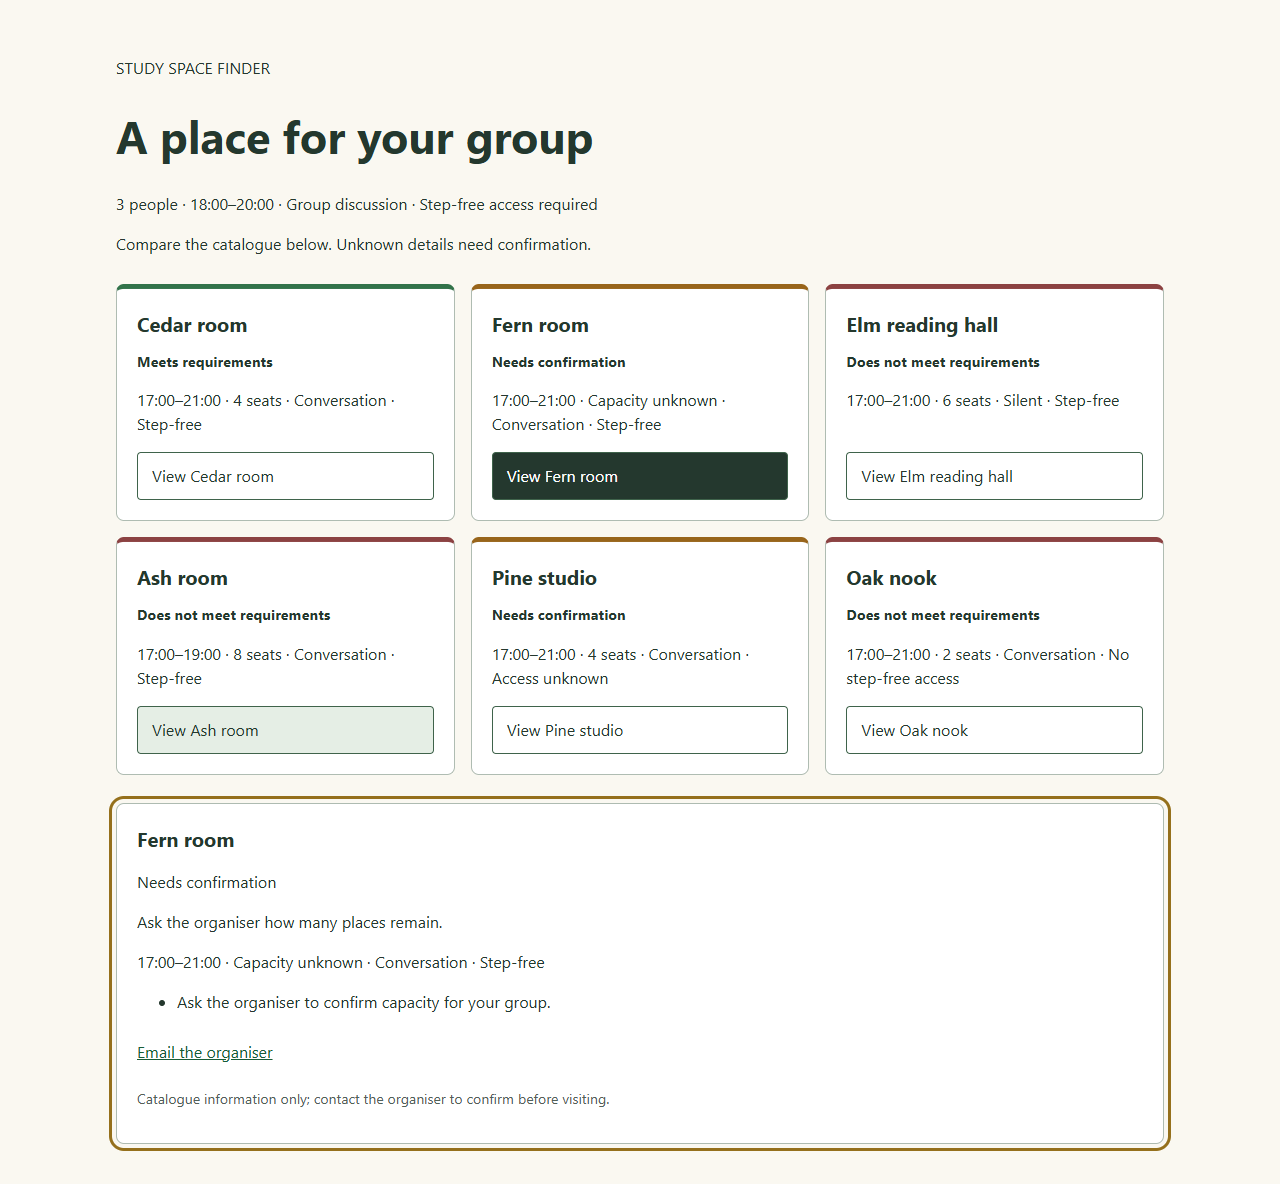 STUDY SPACE FINDER
A place for your group
3 people · 18:00–20:00 · Group discussion · Step-free access required
Compare the catalogue below. Unknown details need confirmation.
Cedar room
Meets requirements
17:00–21:00 · 4 seats · Conversation ·
Step-free
View Cedar room
Fern room
Needs confirmation
17:00–21:00 · Capacity unknown ·
Conversation · Step-free
View Fern room
Elm reading hall
Does not meet requirements
17:00–21:00 · 6 seats · Silent · Step-free
View Elm reading hall
Ash room
Does not meet requirements
17:00–19:00 · 8 seats · Conversation ·
Step-free
View Ash room
Pine studio
Needs confirmation
17:00–21:00 · 4 seats · Conversation ·
Access unknown
View Pine studio
Oak nook
Does not meet requirements
17:00–21:00 · 2 seats · Conversation · No
step-free access
View Oak nook
Fern room
Needs confirmation
Ask the organiser how many places remain.
17:00–21:00 · Capacity unknown · Conversation · Step-free
• Ask the organiser to confirm capacity for your group.
Email the organiser
Catalogue information only; contact the organiser to confirm before visiting.